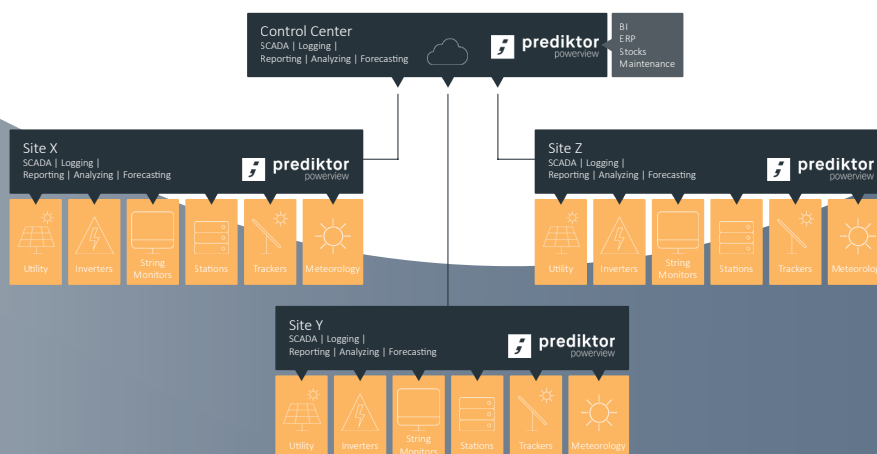 Control Center
SCADA | Logging |
Reporting | Analyzing | Forecasting
prediktor
powerview
BI
ERP
Stocks
Maintenance
Site X
SCADA | Logging |
Reporting | Analyzing | Forecasting
prediktor
powerview
Utility
Inverters
String
Monitors
Stations
Trackers
Meteorology
Site Z
SCADA | Logging |
Reporting | Analyzing | Forecasting
prediktor
powerview
Utility
Inverters
String
Monitors
Stations
Trackers
Meteorology
Site Y
SCADA | Logging |
Reporting | Analyzing | Forecasting
prediktor
powerview
Utility
Inverters
String
Monitors
Stations
Trackers
Meteorology